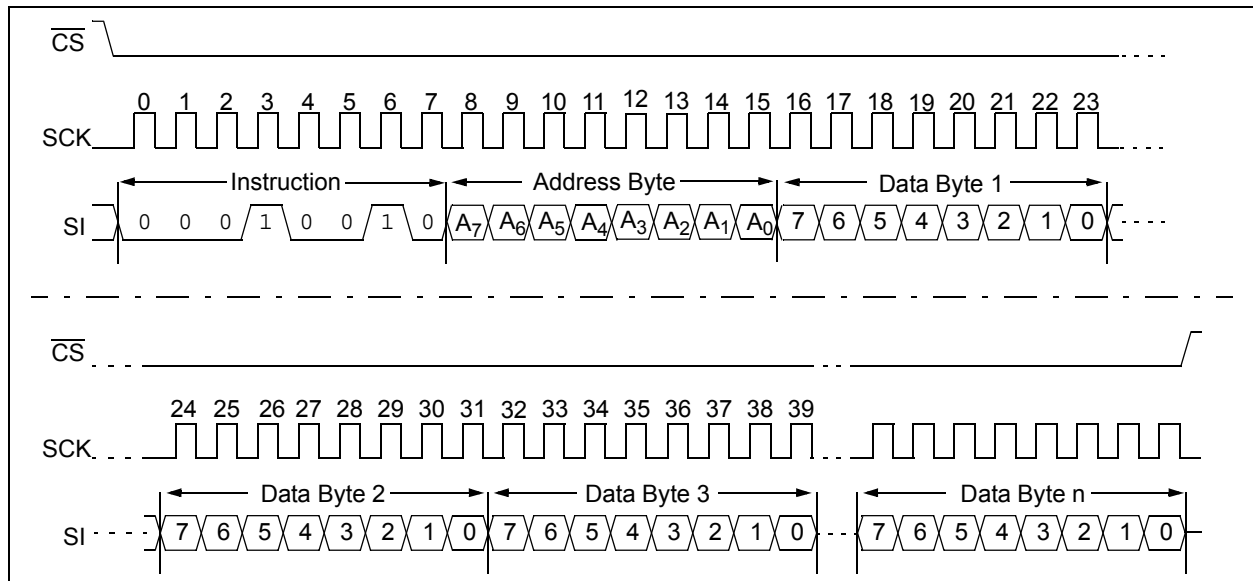 CS
0 1 2 3 4 5 6 7 8 9 10 11 12 13 14 15 16 17 18 19 20 21 22 23
SCK
Instruction Address Byte Data Byte 1
SI 0 0 0 1 0 0 1 0 A7 A6 A5 A4 A3 A2 A1 A0 7 6 5 4 3 2 1 0
CS
24 25 26 27 28 29 30 31 32 33 34 35 36 37 38 39
SCK
Data Byte 2 Data Byte 3 Data Byte n
SI 7 6 5 4 3 2 1 0 7 6 5 4 3 2 1 0 7 6 5 4 3 2 1 0